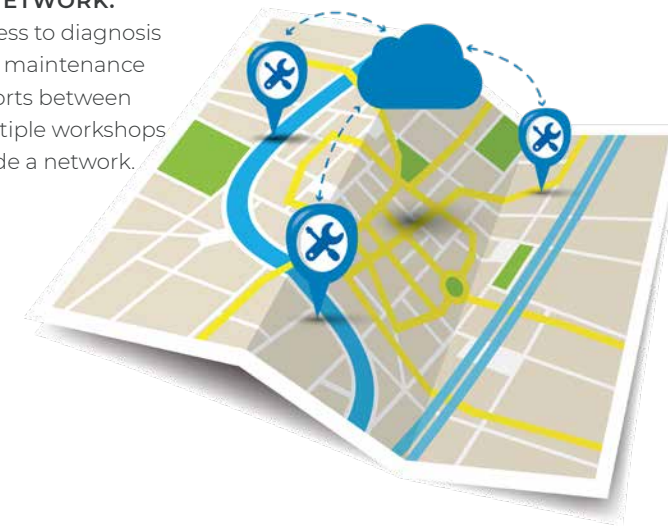 ETWORK.
ess to diagnosis
maintenance
orts between
tiple workshops
de a network.